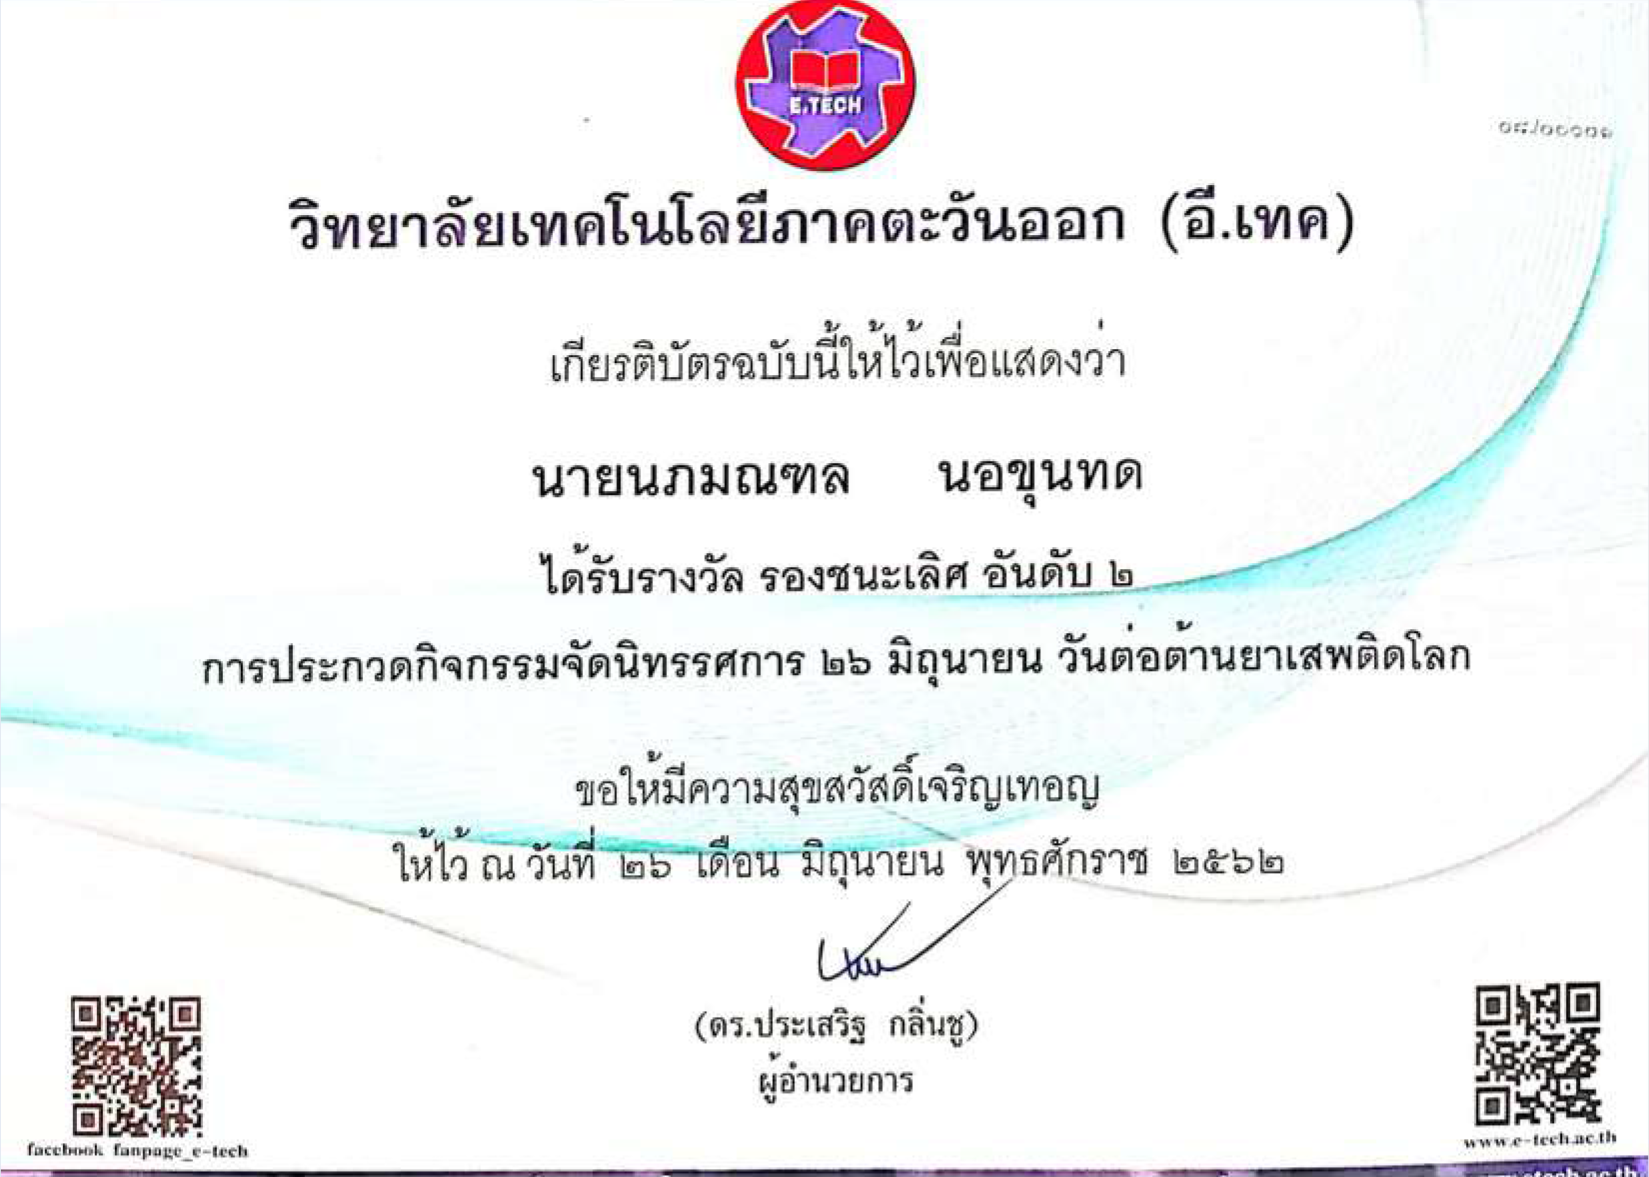 E.TECH
วิทยาลัยเทคโนโลยีภาคตะวันออก (อี.เทค)
เกียรติบัตรฉบับนี้ให้ไว้เพื่อแสดงว่า
นายนภมณฑล นอขุนทด
ได้รับรางวัล รองชนะเลิศ อันดับ ๒
การประกวดกิจกรรมจัดนิทรรศการ ๒๖ มิถุนายน วันต่อต้านยาเสพติดโลก
ขอให้มีความสุขสวัสดิ์เจริญเทอญ
ให้ไว้ ณ วันที่ ๒๖ เดือน มิถุนายน พุทธศักราช ๒๕๖๒
(ดร.ประเสริฐ กลิ่นชู)
ผู้อำนวยการ
facebook fanpage_e-tech
www.e-tech.ac.th